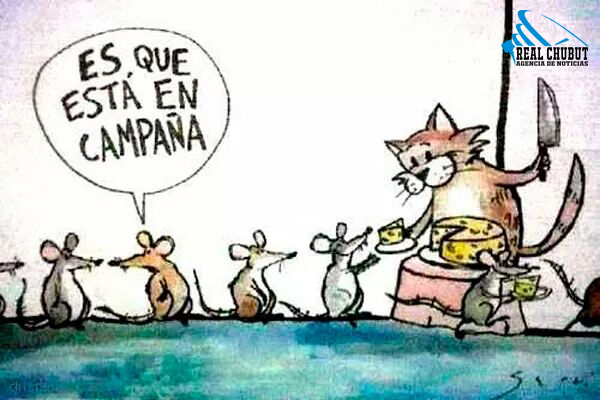 ES QUE
ESTÁ EN
CAMPAÑA
REAL CHUBUT
AGENCIA DE NOTICIAS